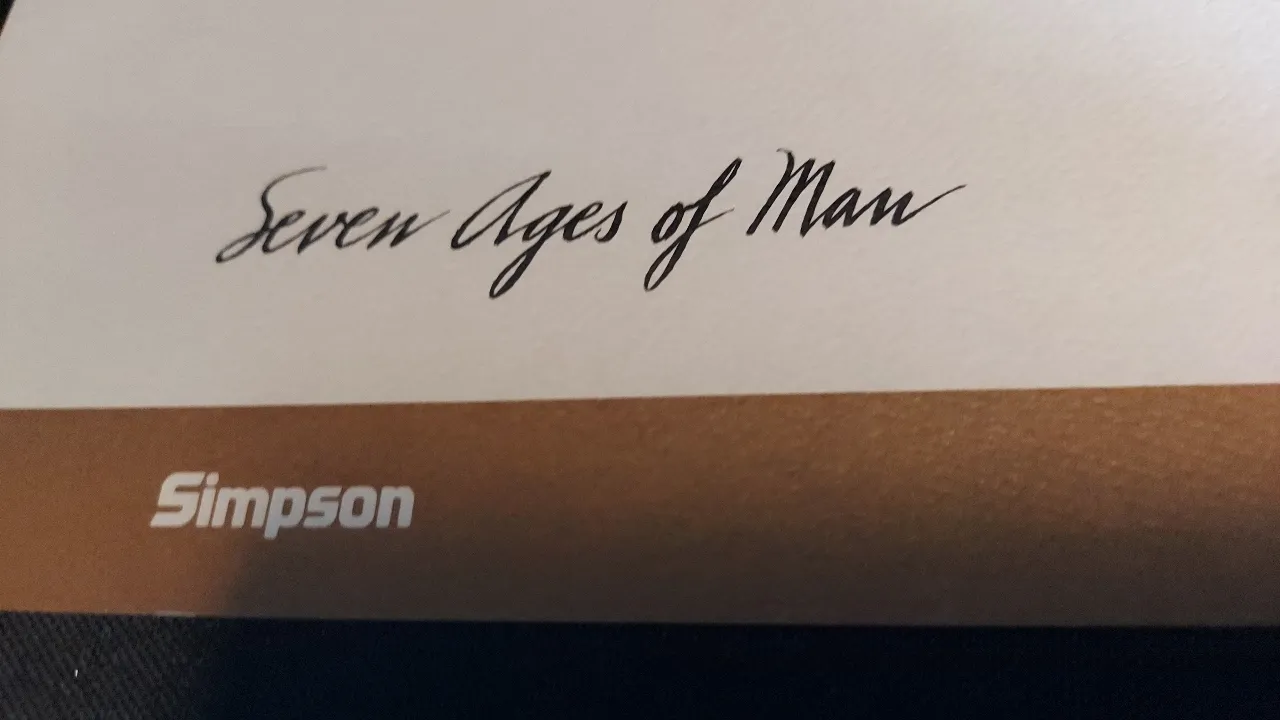 Seven Ages of Man
Simpson